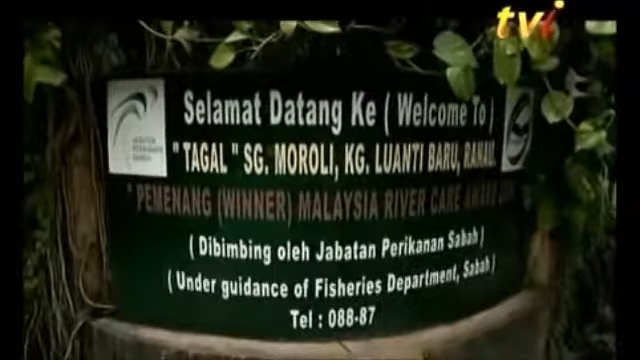 tvi
Selamat Datang Ke ( Welcome To )
" TAGAL " SG. MOROLI, KG. LUANTI BARU, RANAU
" PEMENANG (WINNER) MALAYSIA RIVER CARE AWARD
( Dibimbing oleh Jabatan Perikanan Sabah )
( Under guidance of Fisheries Department, Sabah )
Tel : 088-87